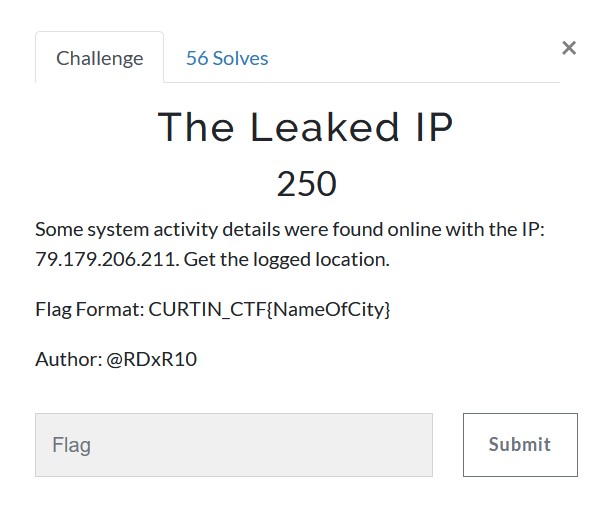 Challenge
56 Solves
×
The Leaked IP
250
Some system activity details were found online with the IP:
79.179.206.211. Get the logged location.
Flag Format: CURTIN_CTF{NameOfCity}
Author: @RDxR10
Flag
Submit